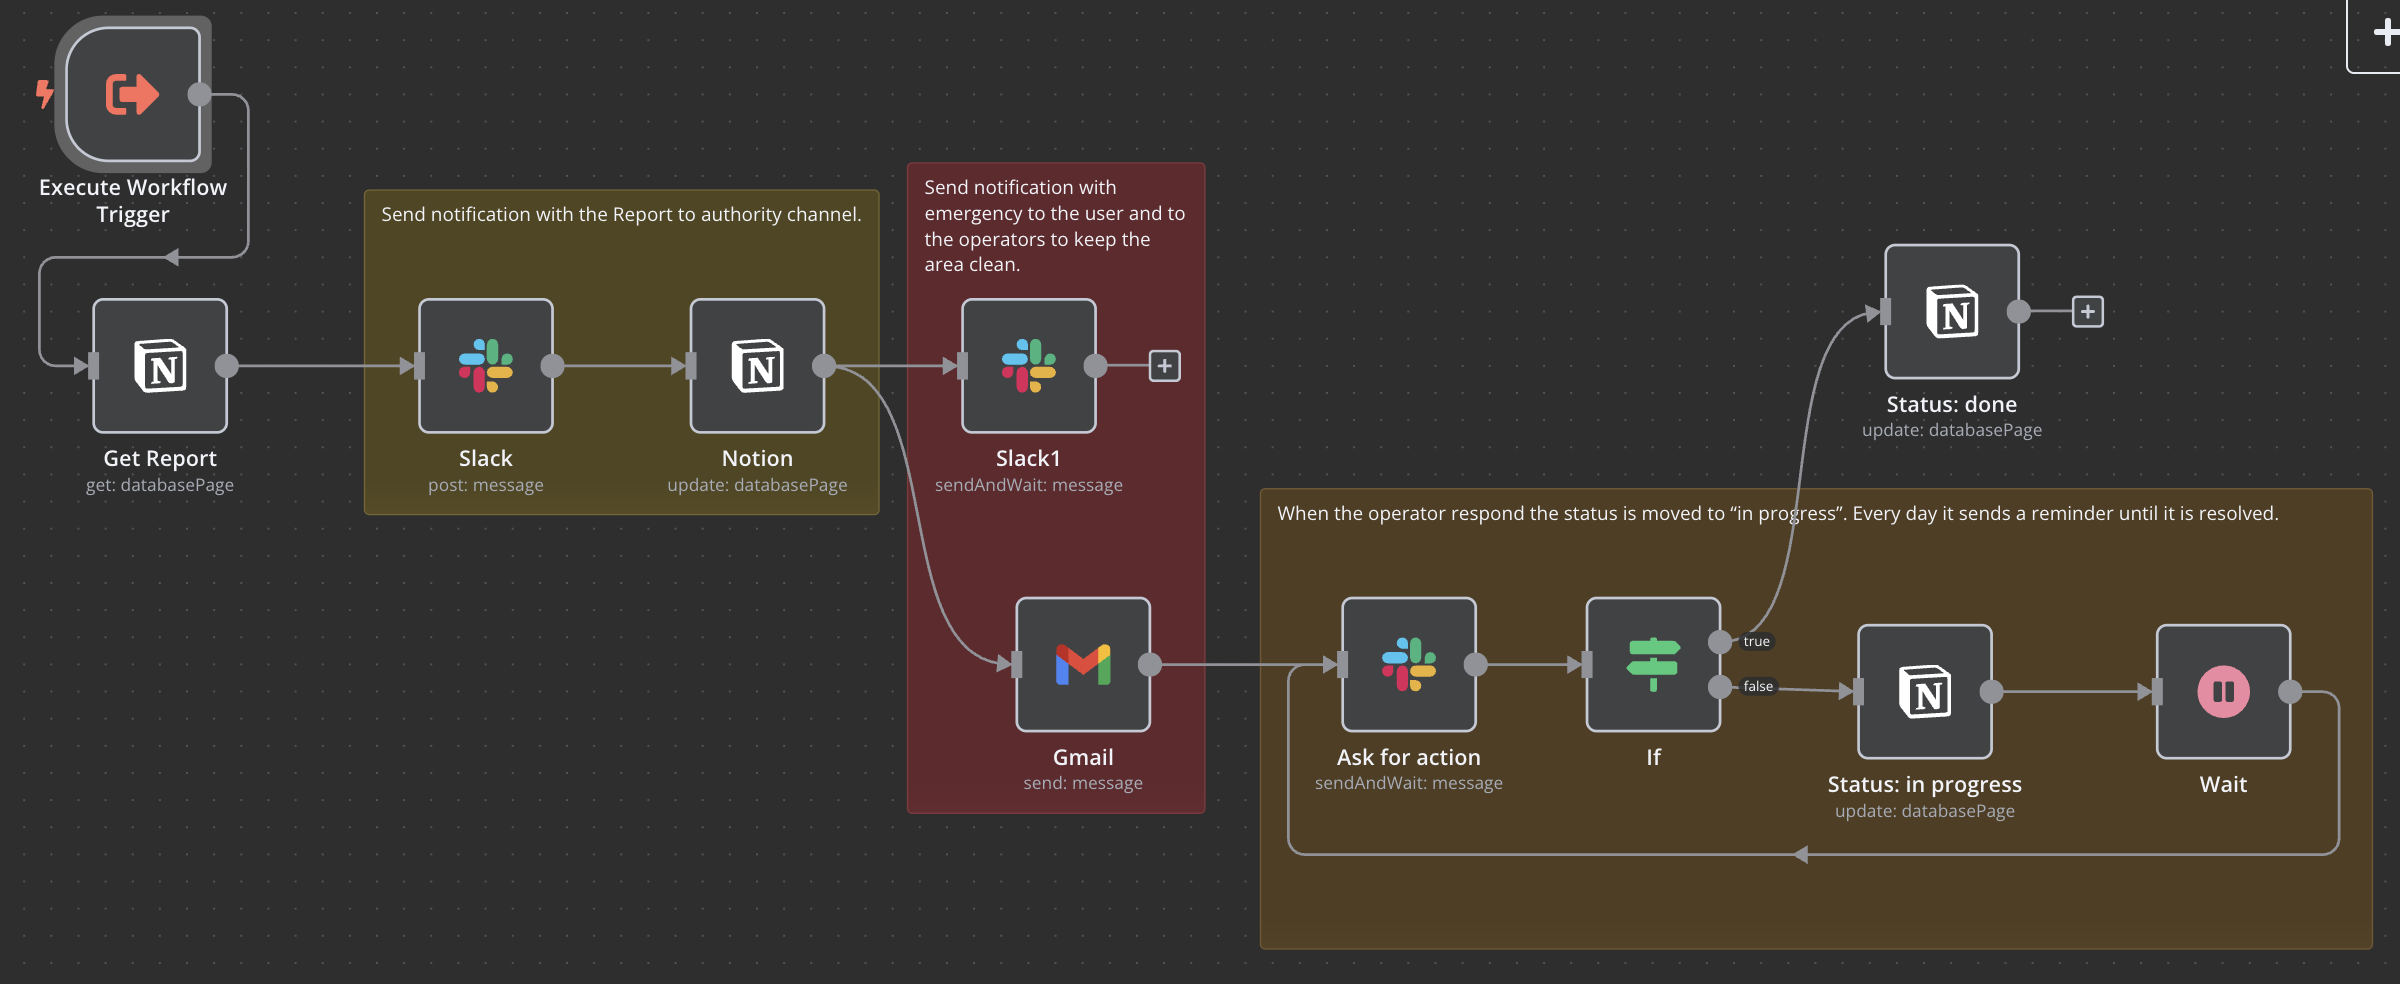 Execute Workflow
Trigger
Get Report
get: databasePage
Send notification with the Report to authority channel.
Slack
post: message
Notion
update: databasePage
Send notification with
emergency to the user and to
the operators to keep the
area clean.
Slack1
sendAndWait: message
Gmail
send: message
Status: done
update: databasePage
When the operator respond the status is moved to “in progress”. Every day it sends a reminder until it is resolved.
Ask for action
sendAndWait: message
If
true
false
Status: in progress
update: databasePage
Wait